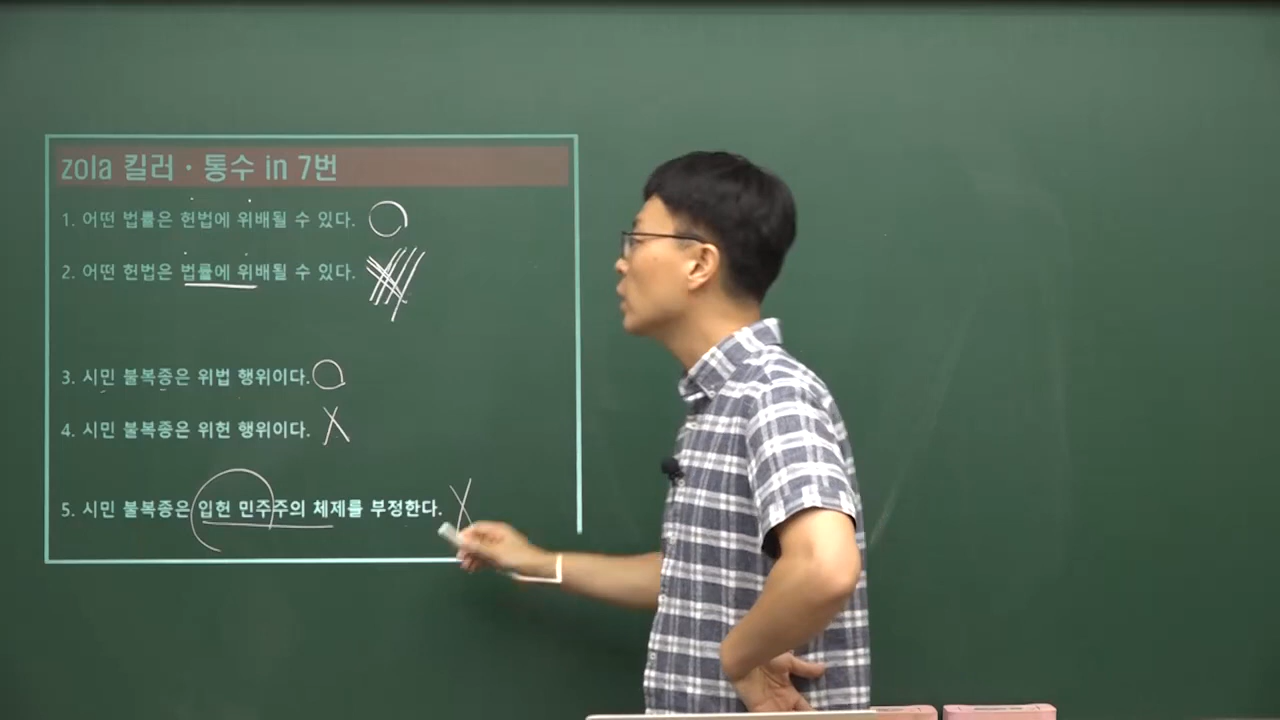 zola 킬러·통수 in 7번
1. 어떤 법률은 헌법에 위배될 수 있다. O
2. 어떤 헌법은 법률에 위배될 수 있다.
3. 시민 불복종은 위법 행위이다. O
4. 시민 불복종은 위헌 행위이다. X
5. 시민 불복종은 입헌 민주주의 체제를 부정한다. X